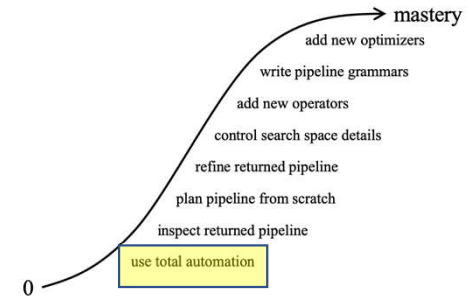 mastery
add new optimizers
write pipeline grammars
add new operators
control search space details
refine returned pipeline
plan pipeline from scratch
inspect returned pipeline
use total automation
0